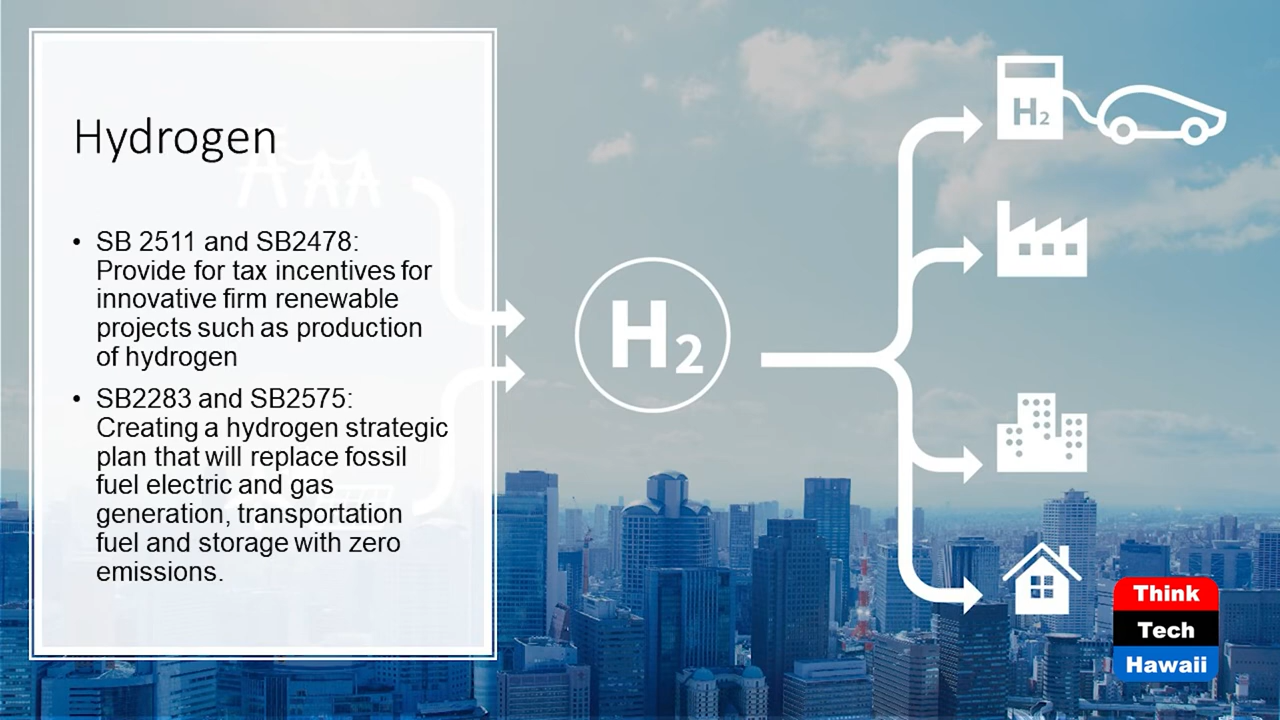 Hydrogen
• SB 2511 and SB2478:
Provide for tax incentives for
innovative firm renewable
projects such as production
of hydrogen
• SB2283 and SB2575:
Creating a hydrogen strategic
plan that will replace fossil
fuel electric and gas
generation, transportation
fuel and storage with zero
emissions.
H2
H2
Think
Tech
Hawaii